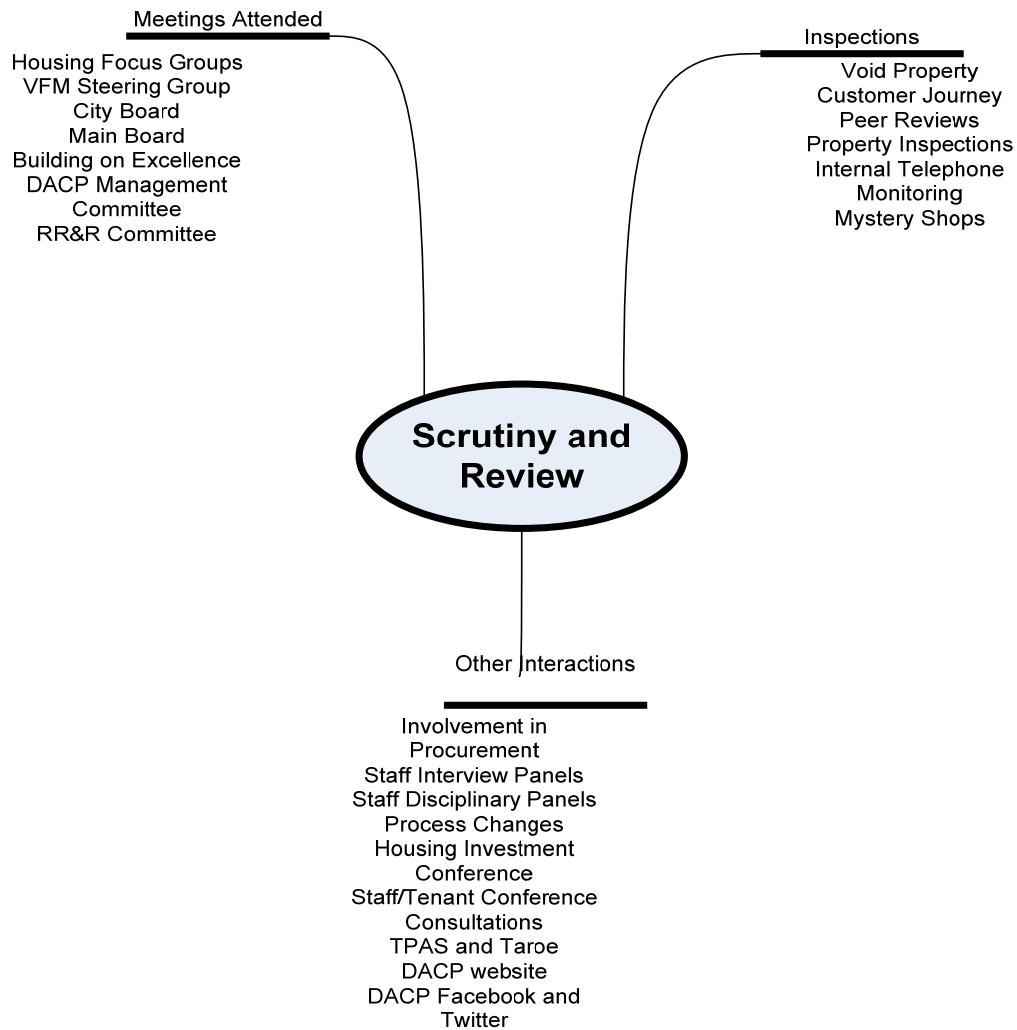 Meetings Attended
Housing Focus Groups
VFM Steering Group
City Board
Main Board
Building on Excellence
DACP Management
Committee
RR&R Committee
Inspections
Void Property
Customer Journey
Peer Reviews
Property Inspections
Internal Telephone
Monitoring
Mystery Shops
Scrutiny and
Review
Other Interactions
Involvement in
Procurement
Staff Interview Panels
Staff Disciplinary Panels
Process Changes
Housing Investment
Conference
Staff/Tenant Conference
Consultations
TPAS and Taroe
DACP website
DACP Facebook and
Twitter